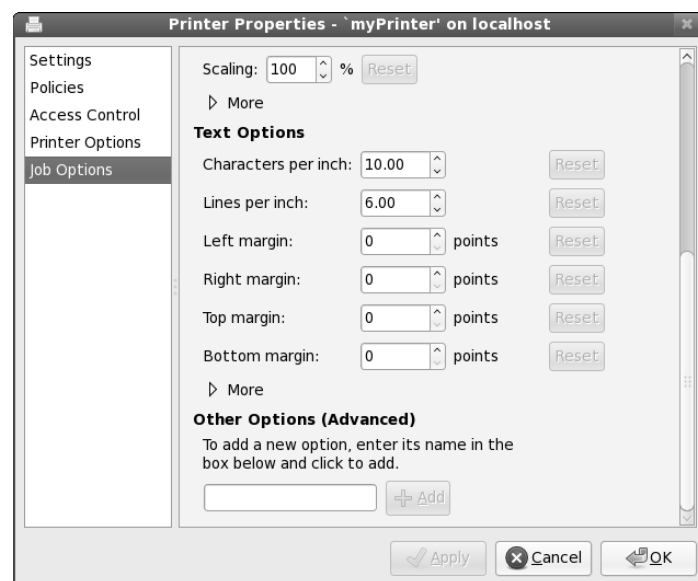 Printer Properties - `myPrinter' on localhost
Settings
Policies
Access Control
Printer Options
Job Options
Scaling: 100 % Reset
More
Text Options
Characters per inch: 10.00 Reset
Lines per inch: 6.00 Reset
Left margin: 0 points Reset
Right margin: 0 points Reset
Top margin: 0 points Reset
Bottom margin: 0 points Reset
More
Other Options (Advanced)
To add a new option, enter its name in the
box below and click to add.
Add
Apply Cancel OK